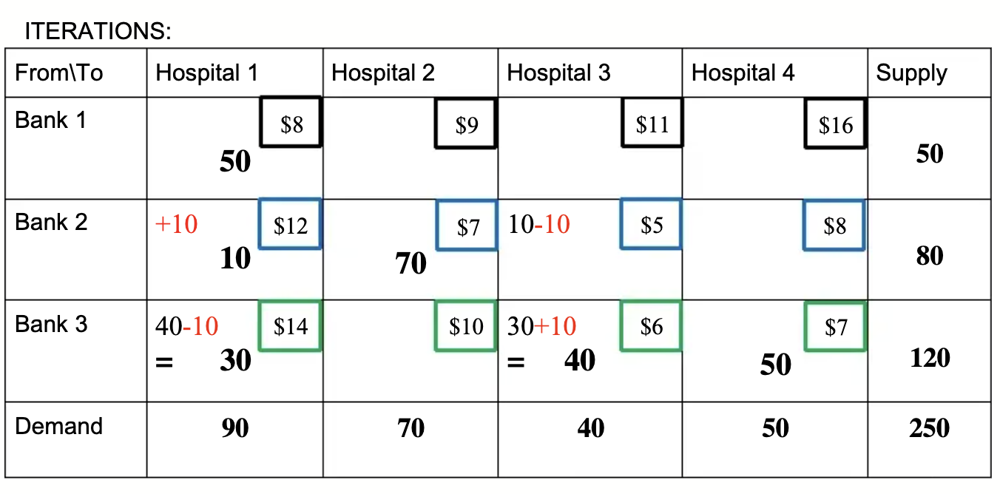 ITERATIONS:
From\To Hospital 1 Hospital 2 Hospital 3 Hospital 4 Supply
Bank 1 $8 $9 $11 $16
50 50
Bank 2 +10 $12 $7 10-10 $5 $8
10 70 80
Bank 3 40-10 $14 $10 30+10 $6 $7
= 30 = 40 50 120
Demand 90 70 40 50 250